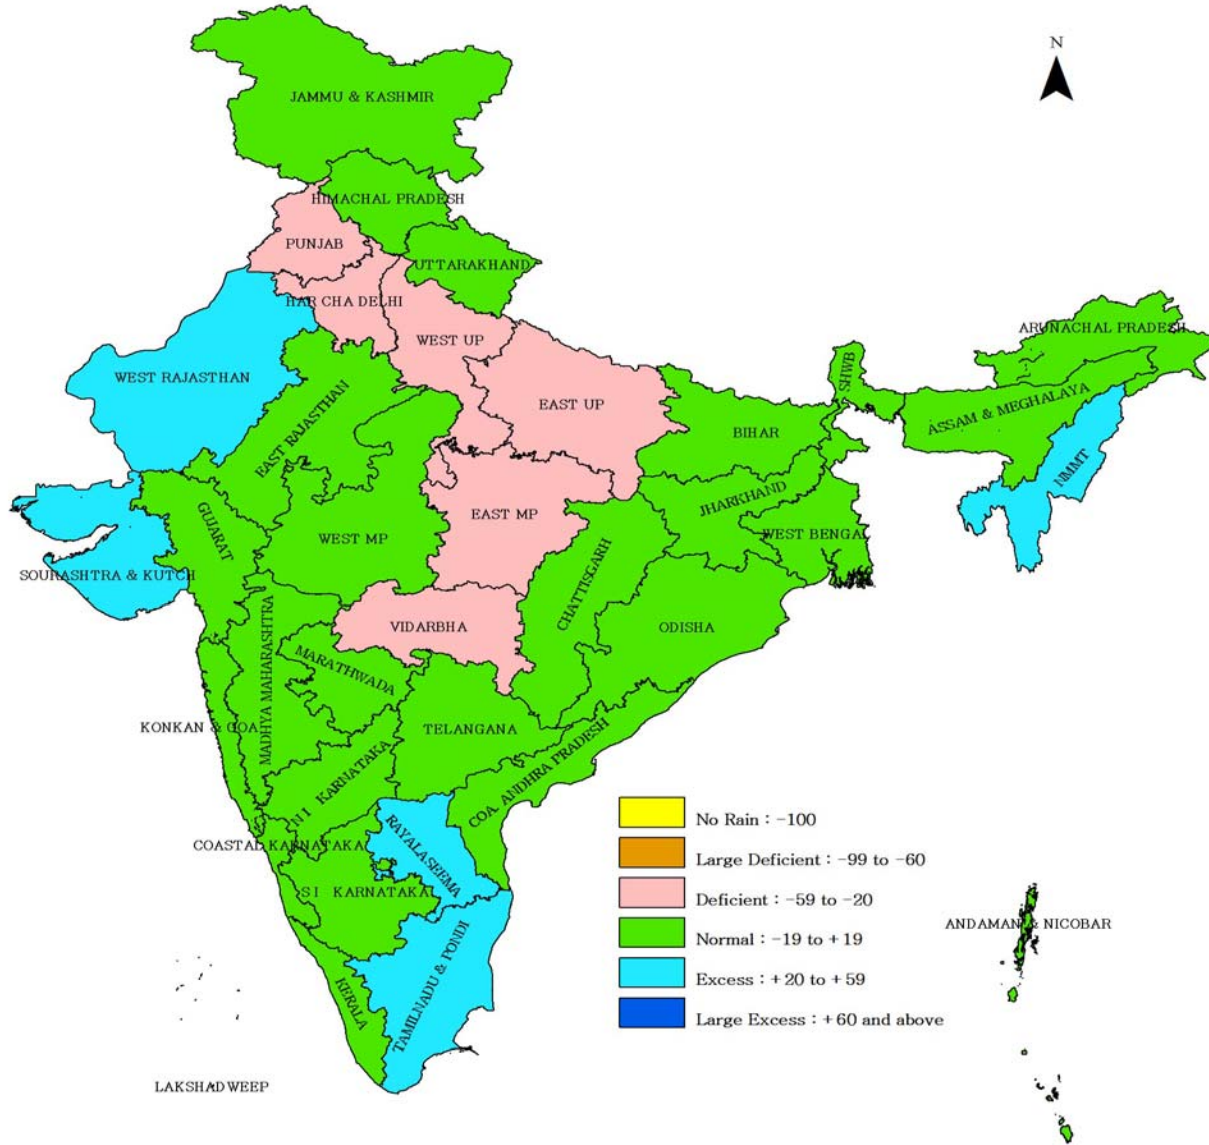 N
JAMMU & KASHMIR
HIMACHAL PRADESH
PUNJAB
UTTARAKHAND
HAR CHA DELHI
WEST UP
ARUNACHAL PRADESH
WEST RAJASTHAN
SHWB
EAST RAJASTHAN
EAST UP
ASSAM & MEGHALAYA
BIHAR
NMMT
JHARKHAND
GUJARAT
EAST MP
WEST MP
WEST BENGAL
SOURASHTRA & KUTCH
CHATTISGARH
VIDARBHA
ODISHA
MADHYA MAHARASHTRA
MARATHWADA
KONKAN & GOA
TELANGANA
COA. ANDHRA PRADESH
N I KARNATAKA
COASTAL KARNATAKA
RAYALASEEMA
S I KARNATAKA
No Rain : -100
Large Deficient : -99 to -60
Deficient : -59 to -20
Normal : -19 to +19
Excess : +20 to +59
Large Excess : +60 and above
ANDAMAN & NICOBAR
KERALA
TAMILNADU & PONDI
LAKSHADWEEP